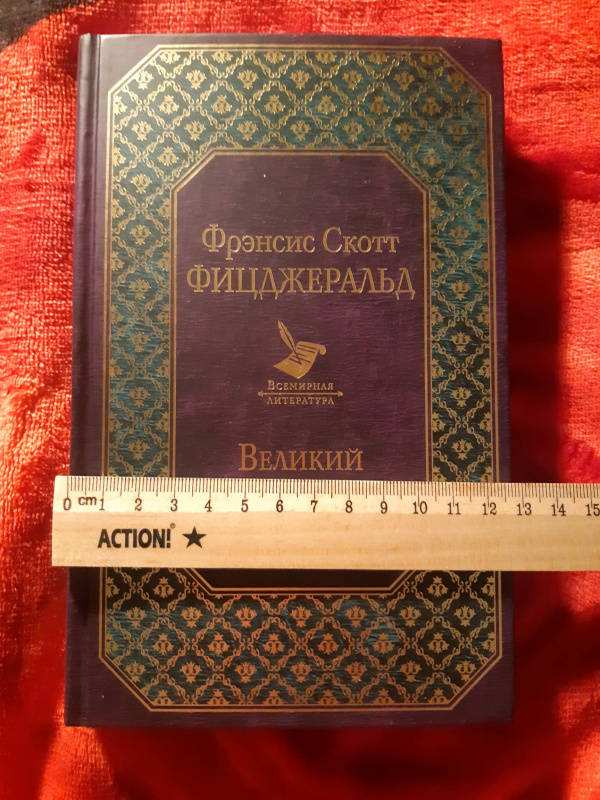 Фрэнсис Скотт
ФИЦДЖЕРАЛЬД
Всемирная
литература
Великий
0 cm 1 2 3 4 5 6 7 8 9 10 11 12 13 14 15
ACTION!®